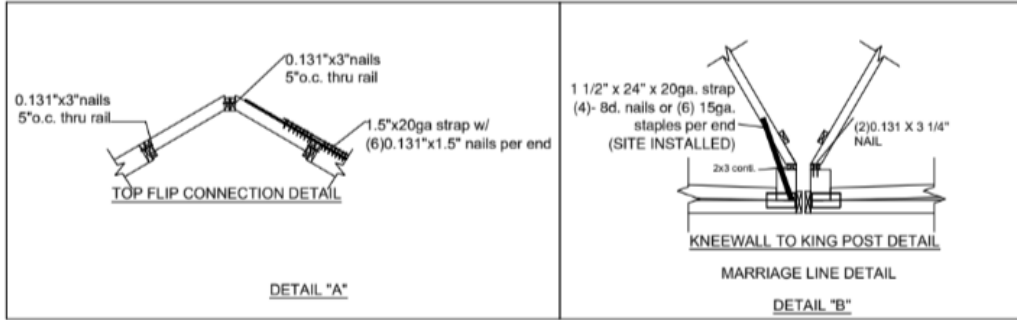 0.131"x3"nails
5"o.c. thru rail
0.131"x3"nails
5"o.c. thru rail
1.5"x20ga strap w/
(6)0.131"x1.5" nails per end
TOP FLIP CONNECTION DETAIL
DETAIL "A"
1 1/2" x 24" x 20ga. strap
(4)- 8d. nails or (6) 15ga.
staples per end
(SITE INSTALLED)
(2)0.131 X 3 1/4"
NAIL
2x3 conti.
KNEEWALL TO KING POST DETAIL
MARRIAGE LINE DETAIL
DETAIL "B"